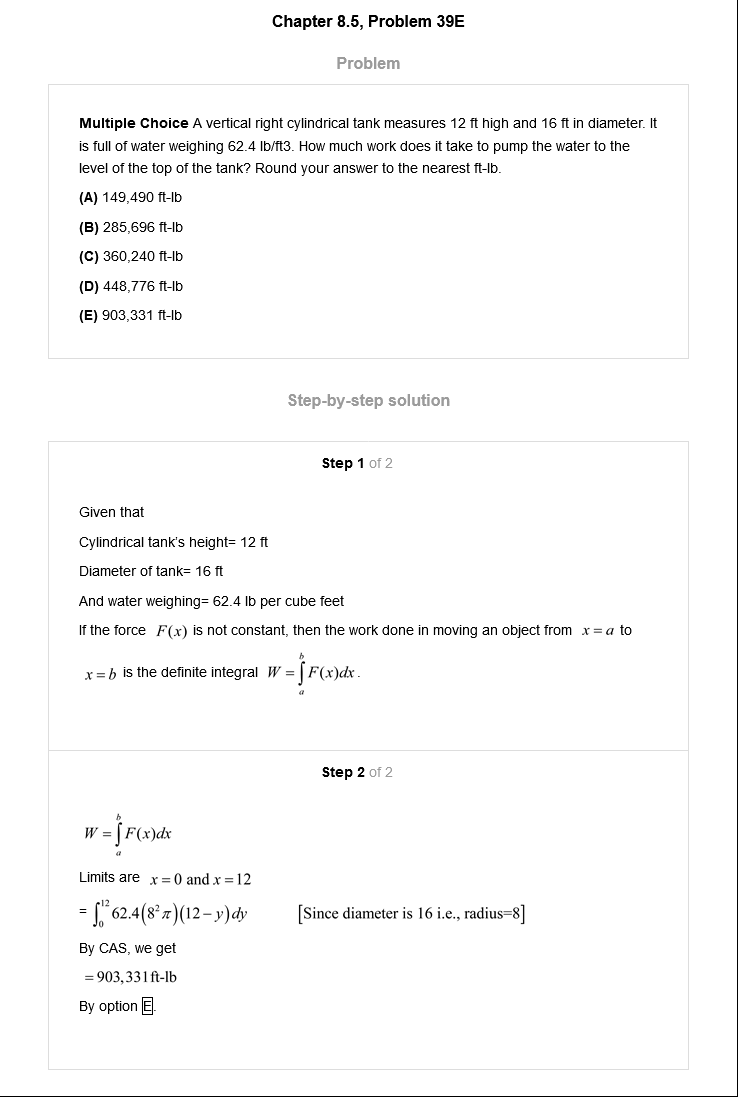 Chapter 8.5, Problem 39E
Problem
Multiple Choice A vertical right cylindrical tank measures 12 ft high and 16 ft in diameter. It
is full of water weighing 62.4 lb/ft3. How much work does it take to pump the water to the
level of the top of the tank? Round your answer to the nearest ft-lb.
(A) 149,490 ft-lb
(B) 285,696 ft-lb
(C) 360,240 ft-lb
(D) 448,776 ft-lb
(E) 903,331 ft-lb
Step-by-step solution
Step 1 of 2
Given that
Cylindrical tank's height= 12 ft
Diameter of tank= 16 ft
And water weighing= 62.4 lb per cube feet
If the force F(x) is not constant, then the work done in moving an object from x = a to
x = b is the definite integral W = ∫_a^b F(x)dx.
Step 2 of 2
W = ∫_a^b F(x)dx
Limits are x = 0 and x = 12
= ∫_0^12 62.4(8²π)(12 − y)dy [Since diameter is 16 i.e., radius=8]
By CAS, we get
= 903,331ft-lb
By option E.